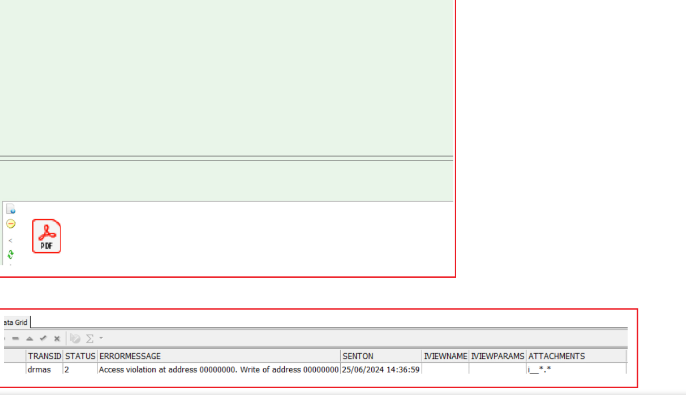 PDF
ata Grid
TRANSID STATUS ERRORMESSAGE SENTON IVIEWNAME IVIEWPARAMS ATTACHMENTS
drmas 2 Access violation at address 00000000. Write of address 00000000 25/06/2024 14:36:59 ı__*.*